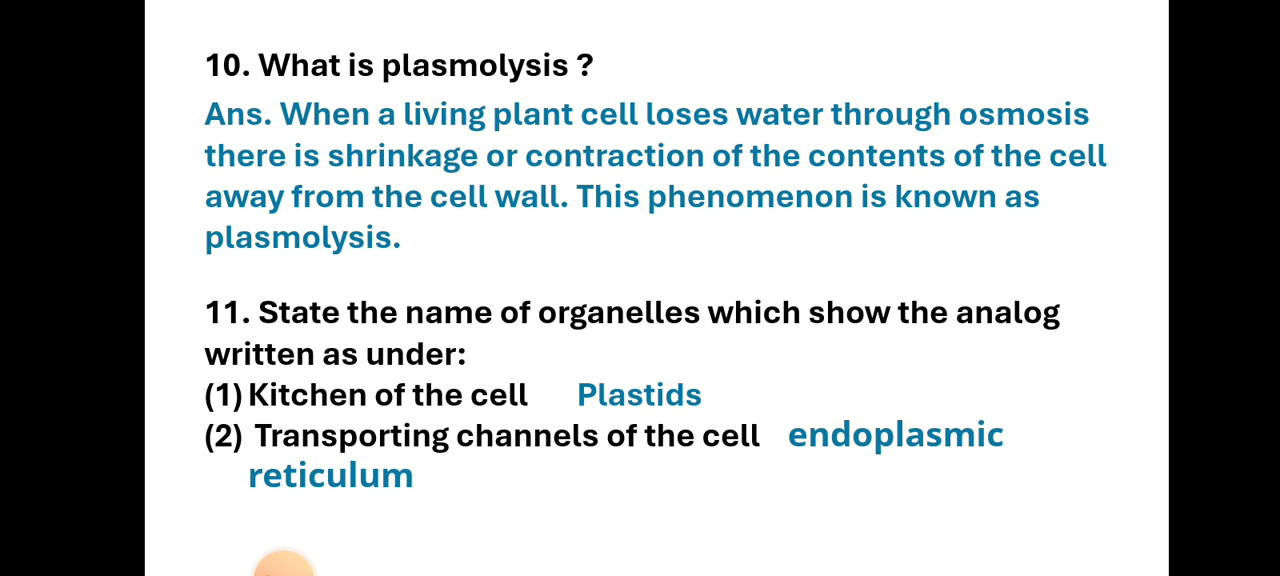 10. What is plasmolysis ?
Ans. When a living plant cell loses water through osmosis
there is shrinkage or contraction of the contents of the cell
away from the cell wall. This phenomenon is known as
plasmolysis.
11. State the name of organelles which show the analog
written as under:
(1) Kitchen of the cell Plastids
(2) Transporting channels of the cell endoplasmic
reticulum